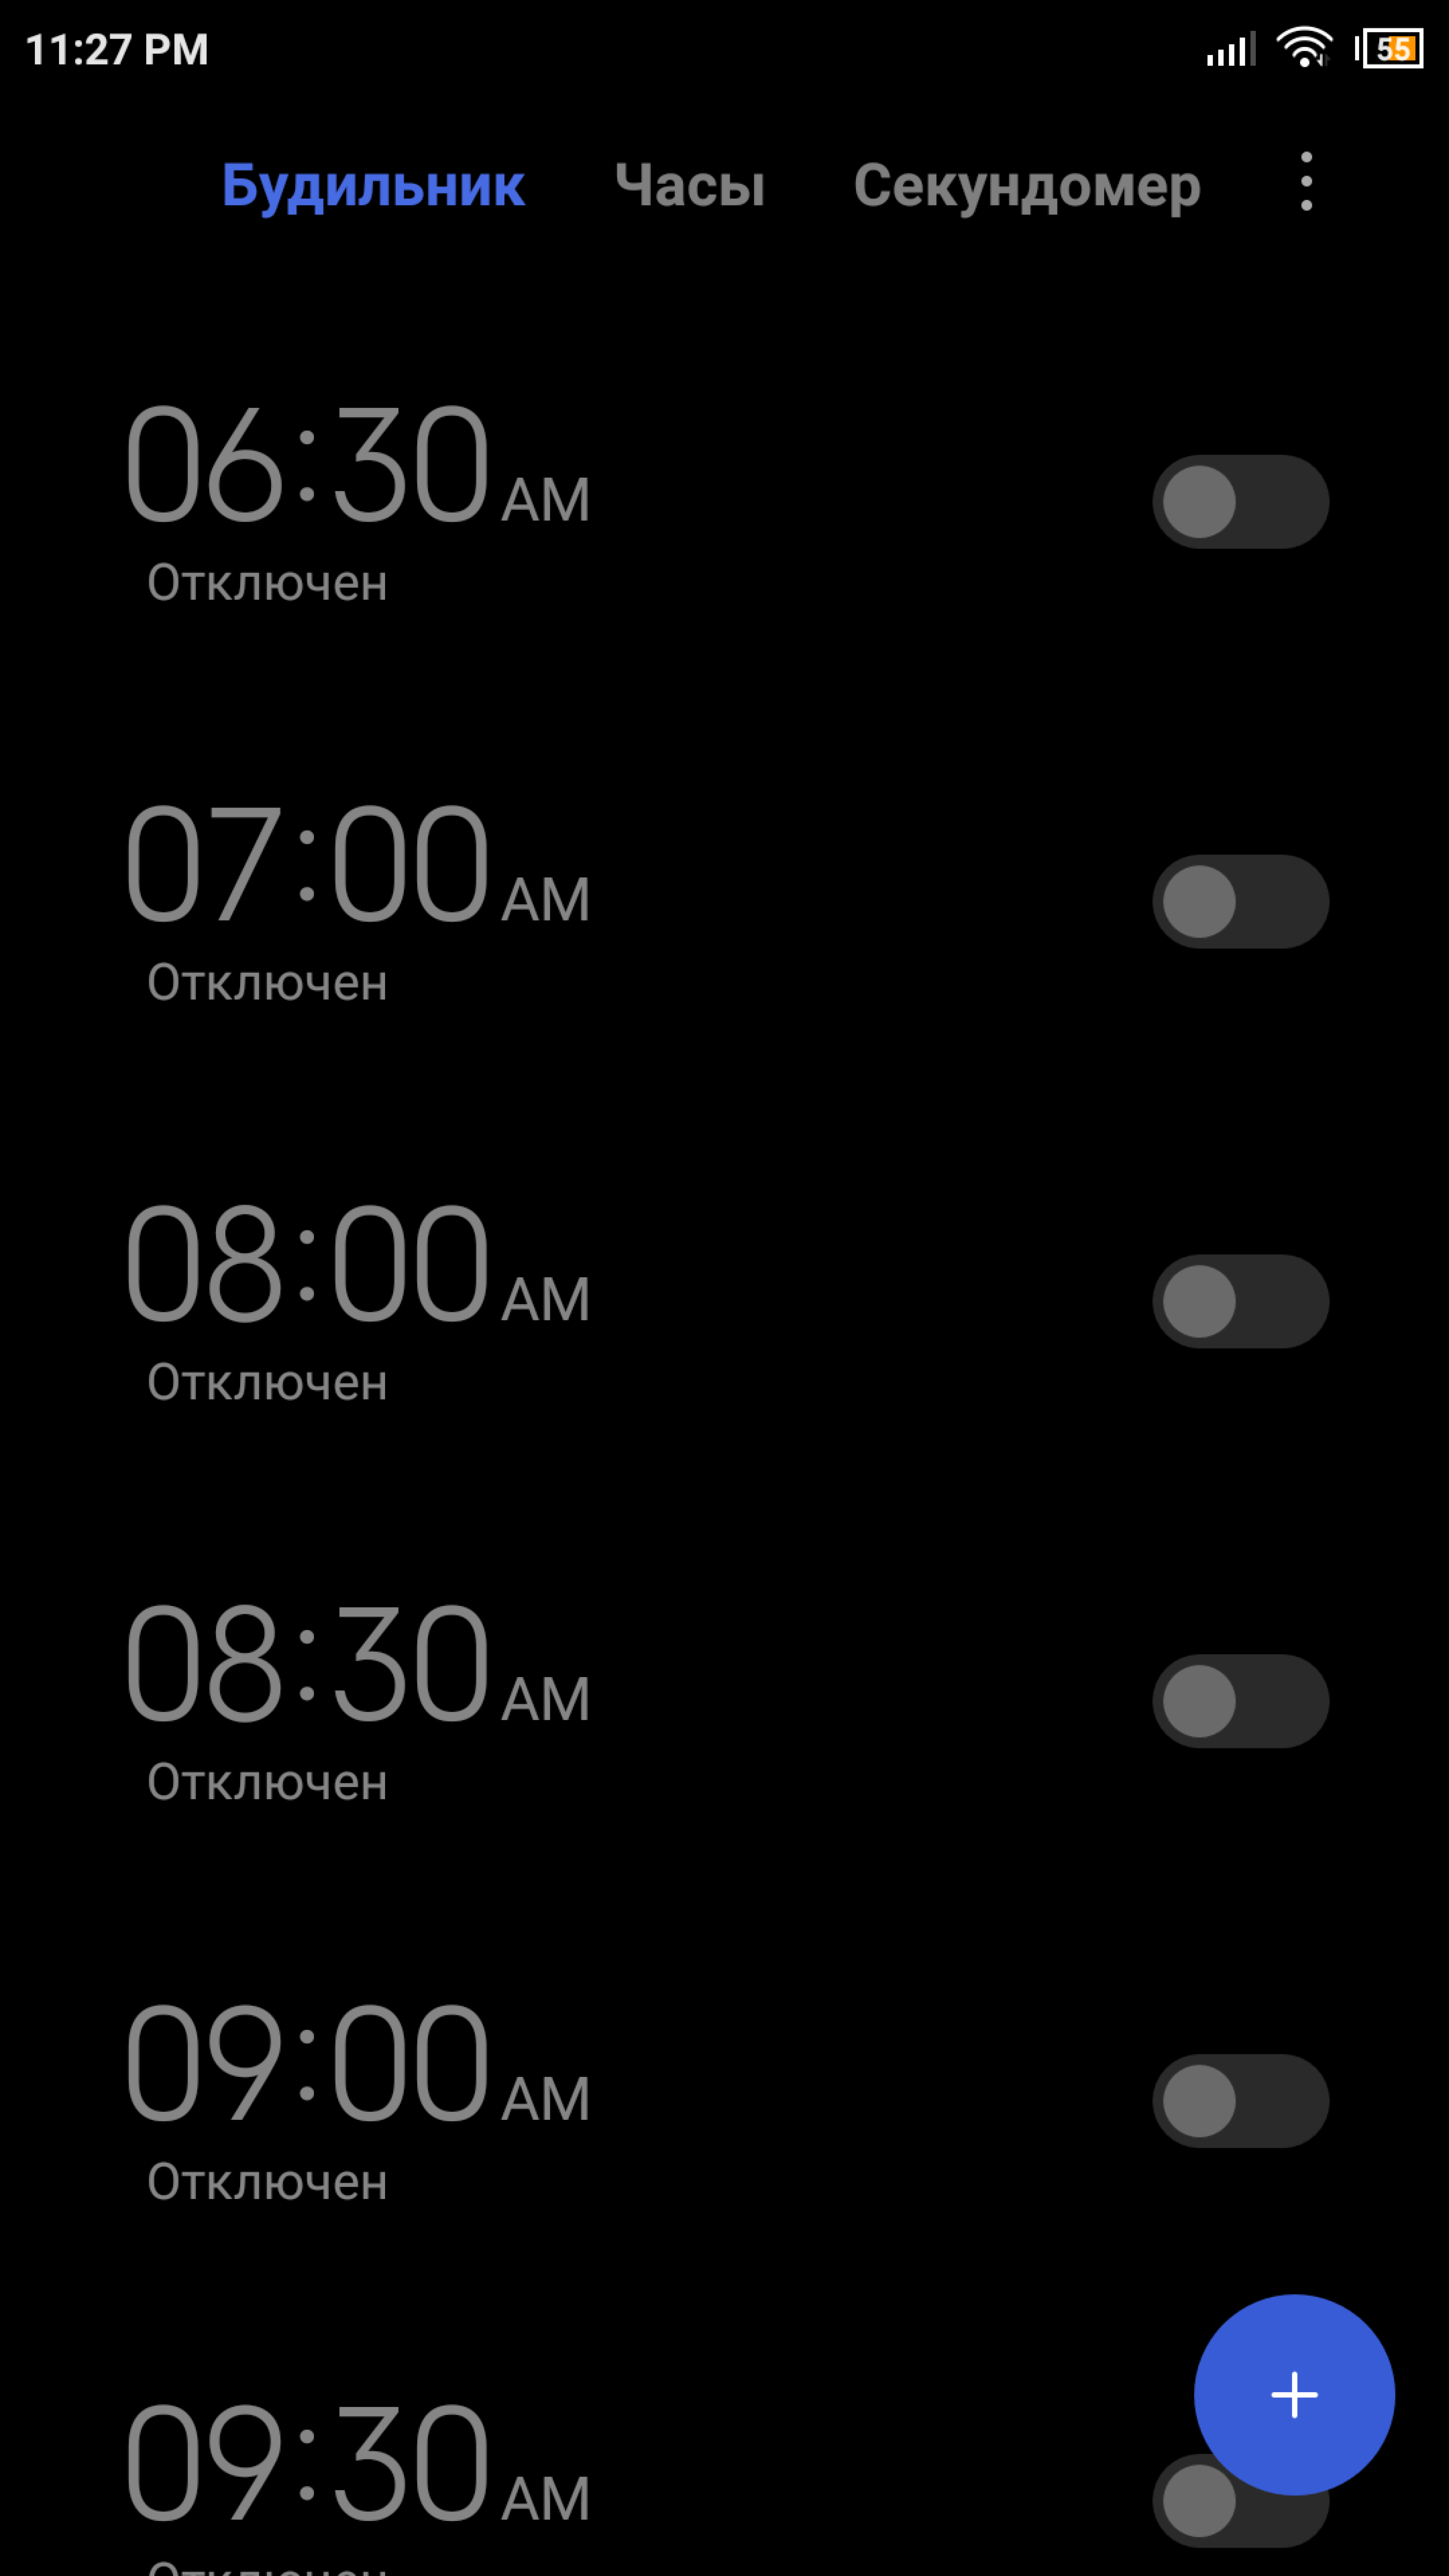 11:27 PM 55
Будильник Часы Секундомер
06:30 AM
Отключен
07:00 AM
Отключен
08:00 AM
Отключен
08:30 AM
Отключен
09:00 AM
Отключен
09:30 AM
Отключен